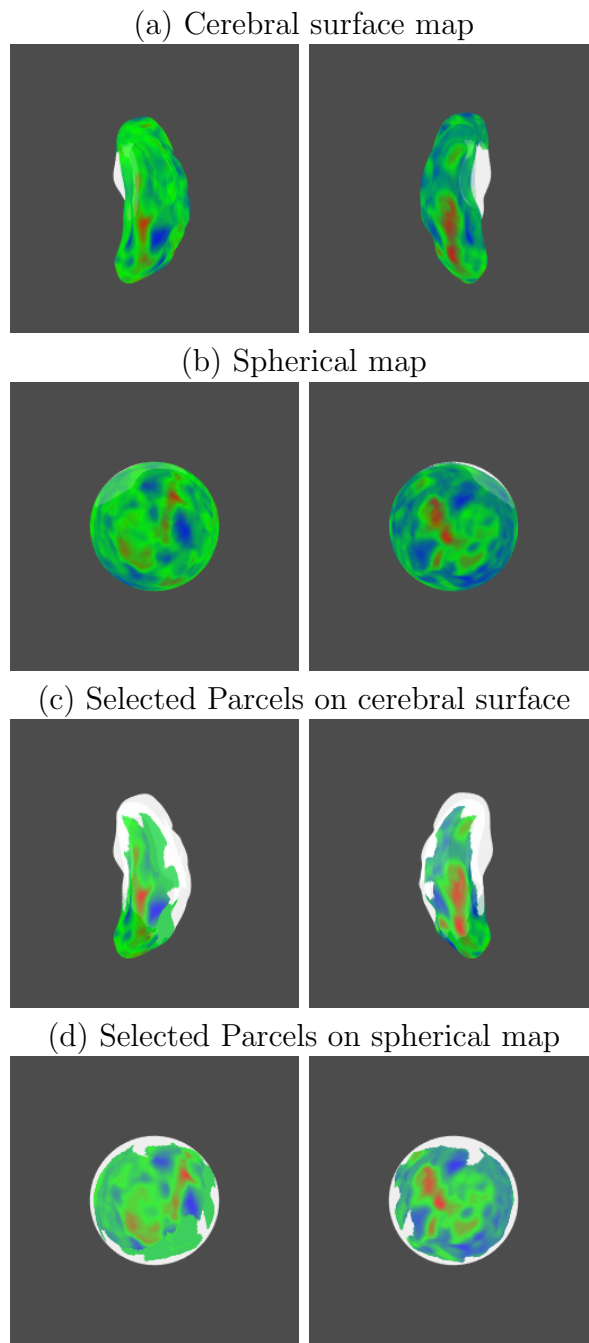 (a) Cerebral surface map
(b) Spherical map
(c) Selected Parcels on cerebral surface
(d) Selected Parcels on spherical map